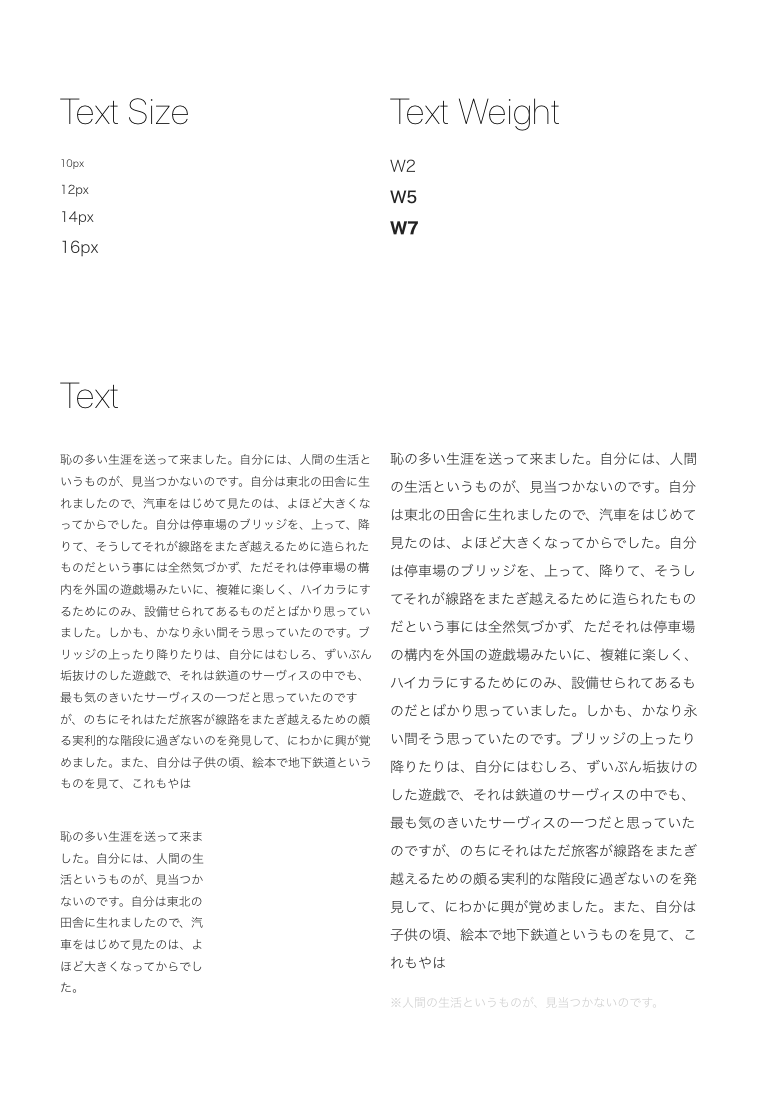 Text Size
10px
12px
14px
16px
Text Weight
W2
W5
W7
Text
恥の多い生涯を送って来ました。自分には、人間の生活と
いうものが、見当つかないのです。自分は東北の田舎に生
れましたので、汽車をはじめて見たのは、よほど大きくな
ってからでした。自分は停車場のブリッジを、上って、降
りて、そうしてそれが線路をまたぎ越えるために造られた
ものだという事には全然気づかず、ただそれは停車場の構
内を外国の遊戯場みたいに、複雑に楽しく、ハイカラにす
るためにのみ、設備せられてあるものだとばかり思ってい
ました。しかも、かなり永い間そう思っていたのです。ブ
リッジの上ったり降りたりは、自分にはむしろ、ずいぶん
垢抜けのした遊戯で、それは鉄道のサーヴィスの中でも、
最も気のきいたサーヴィスの一つだと思っていたのです
が、のちにそれはただ旅客が線路をまたぎ越えるための頗
る実利的な階段に過ぎないのを発見して、にわかに興が覚
めました。また、自分は子供の頃、絵本で地下鉄道という
ものを見て、これもやは
恥の多い生涯を送って来ま
した。自分には、人間の生
活というものが、見当つか
ないのです。自分は東北の
田舎に生れましたので、汽
車をはじめて見たのは、よ
ほど大きくなってからでし
た。
恥の多い生涯を送って来ました。自分には、人間
の生活というものが、見当つかないのです。自分
は東北の田舎に生れましたので、汽車をはじめて
見たのは、よほど大きくなってからでした。自分
は停車場のブリッジを、上って、降りて、そうし
てそれが線路をまたぎ越えるために造られたもの
だという事には全然気づかず、ただそれは停車場
の構内を外国の遊戯場みたいに、複雑に楽しく、
ハイカラにするためにのみ、設備せられてあるも
のだとばかり思っていました。しかも、かなり永
い間そう思っていたのです。ブリッジの上ったり
降りたりは、自分にはむしろ、ずいぶん垢抜けの
した遊戯で、それは鉄道のサーヴィスの中でも、
最も気のきいたサーヴィスの一つだと思っていた
のですが、のちにそれはただ旅客が線路をまたぎ
越えるための頗る実利的な階段に過ぎないのを発
見して、にわかに興が覚めました。また、自分は
子供の頃、絵本で地下鉄道というものを見て、こ
れもやは
※人間の生活というものが、見当つかないのです。